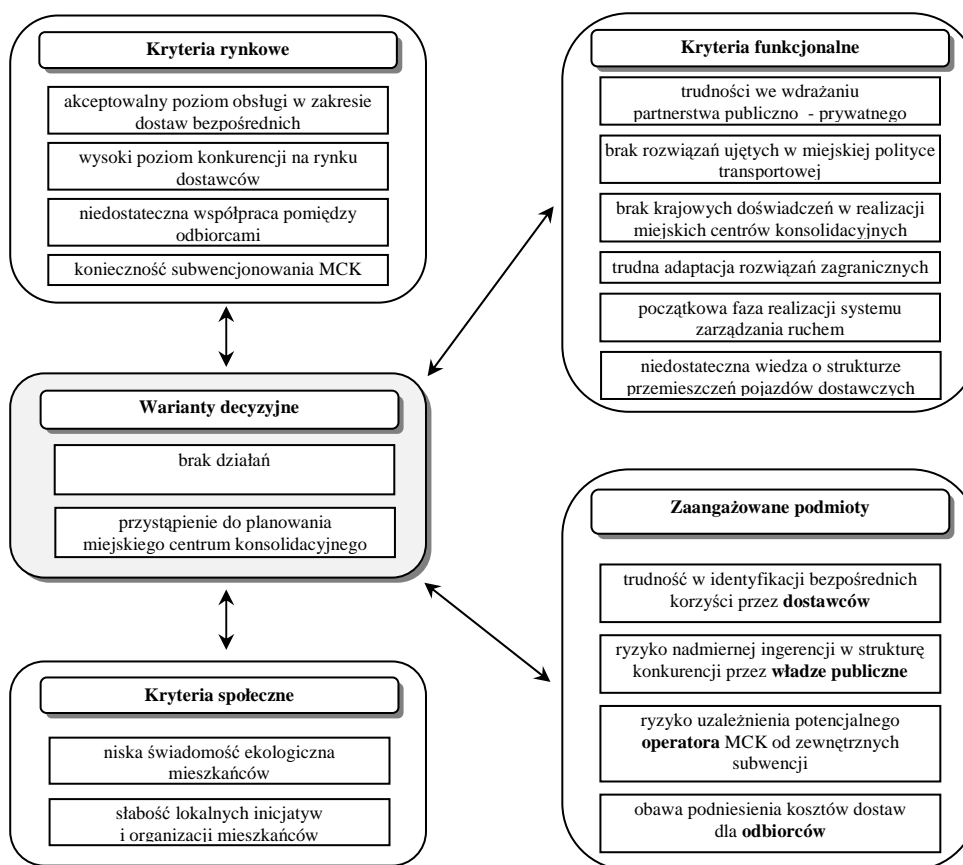 Kryteria rynkowe
akceptowalny poziom obsługi w zakresie
dostaw bezpośrednich
wysoki poziom konkurencji na rynku
dostawców
niedostateczna współpraca pomiędzy
odbiorcami
konieczność subwencjonowania MCK
Kryteria funkcjonalne
trudności we wdrażaniu
partnerstwa publiczno - prywatnego
brak rozwiązań ujętych w miejskiej polityce
transportowej
brak krajowych doświadczeń w realizacji
miejskich centrów konsolidacyjnych
trudna adaptacja rozwiązań zagranicznych
początkowa faza realizacji systemu
zarządzania ruchem
niedostateczna wiedza o strukturze
przemieszczeń pojazdów dostawczych
Warianty decyzyjne
brak działań
przystąpienie do planowania
miejskiego centrum konsolidacyjnego
Kryteria społeczne
niska świadomość ekologiczna
mieszkańców
słabość lokalnych inicjatyw
i organizacji mieszkańców
Zaangażowane podmioty
trudność w identyfikacji bezpośrednich
korzyści przez dostawców
ryzyko nadmiernej ingerencji w strukturę
konkurencji przez władze publiczne
ryzyko uzależnienia potencjalnego
operatora MCK od zewnętrznych
subwencji
obawa podniesienia kosztów dostaw
dla odbiorców